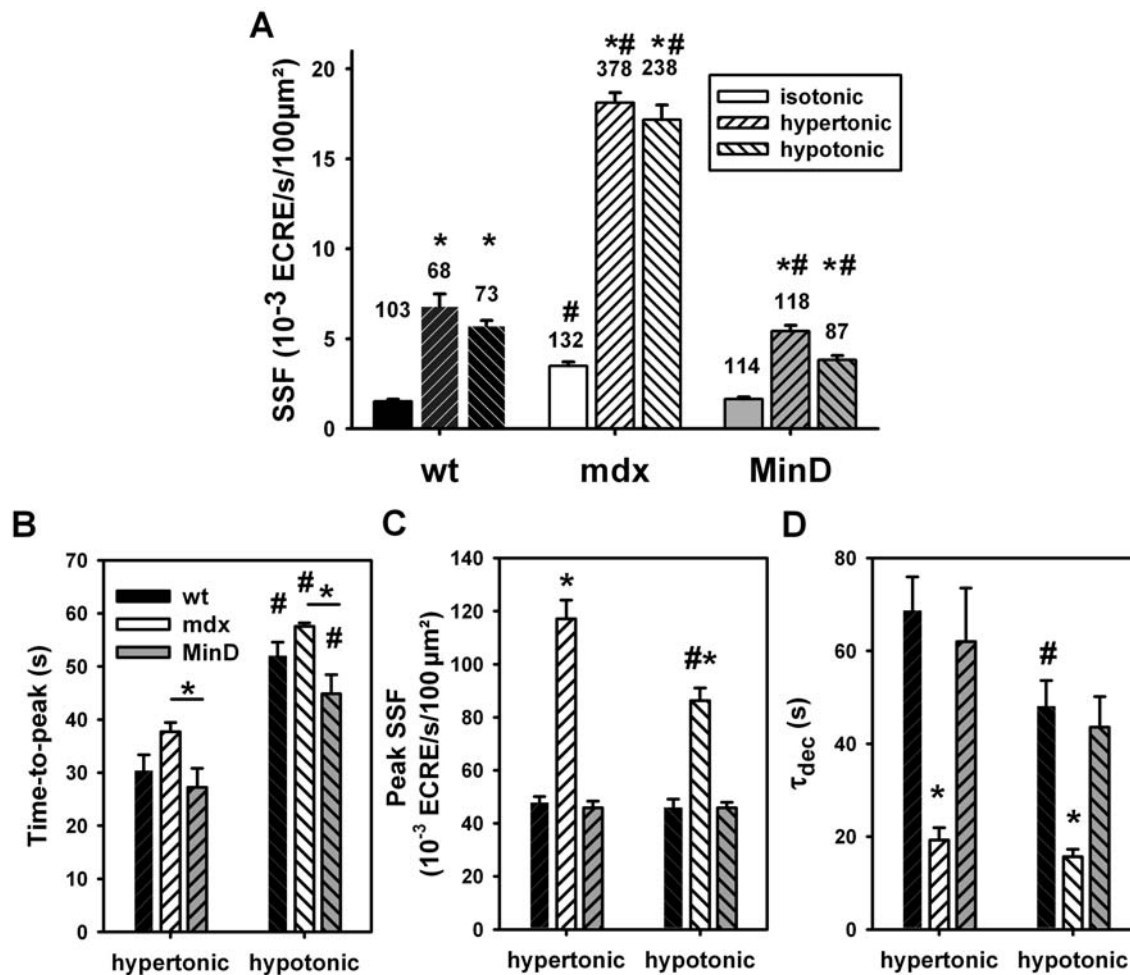 A
SSF (10⁻³ ECRE/s/100µm²)
20
15
10
5
0
103
*
68
*
73
#
132
*#
378
*#
238
114
*#
118
*#
87
isotonic
hypertonic
hypotonic
wt
mdx
MinD
B
Time-to-peak (s)
70
60
50
40
30
20
10
0
wt
mdx
MinD
*
#
#
*
#
hypertonic
hypotonic
C
Peak SSF
(10⁻³ ECRE/s/100 µm²)
140
120
100
80
60
40
20
0
*
#*
hypertonic
hypotonic
D
τdec (s)
80
60
40
20
0
*
#
*
hypertonic
hypotonic